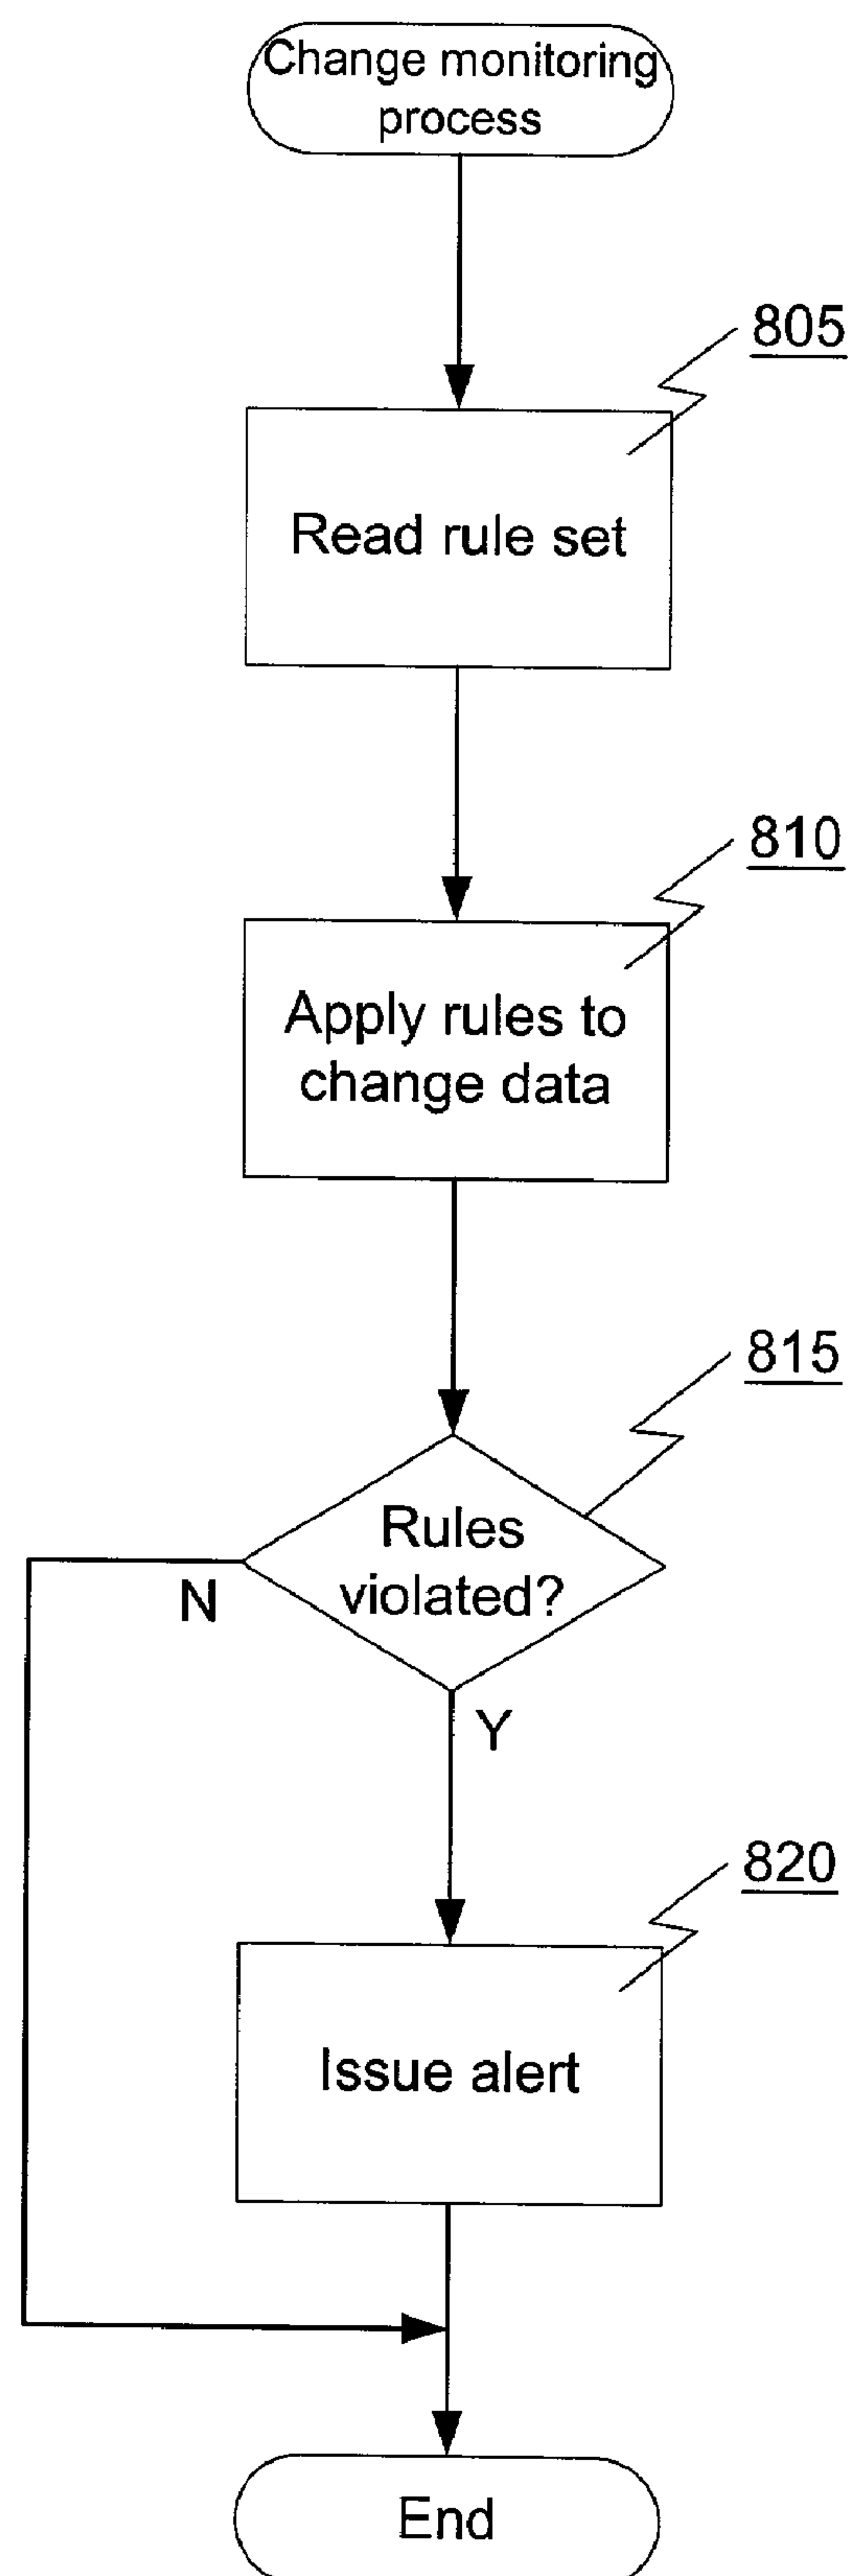 Change monitoring
process
805
Read rule set
810
Apply rules to
change data
815
Rules
violated?
N
Y
820
Issue alert
End